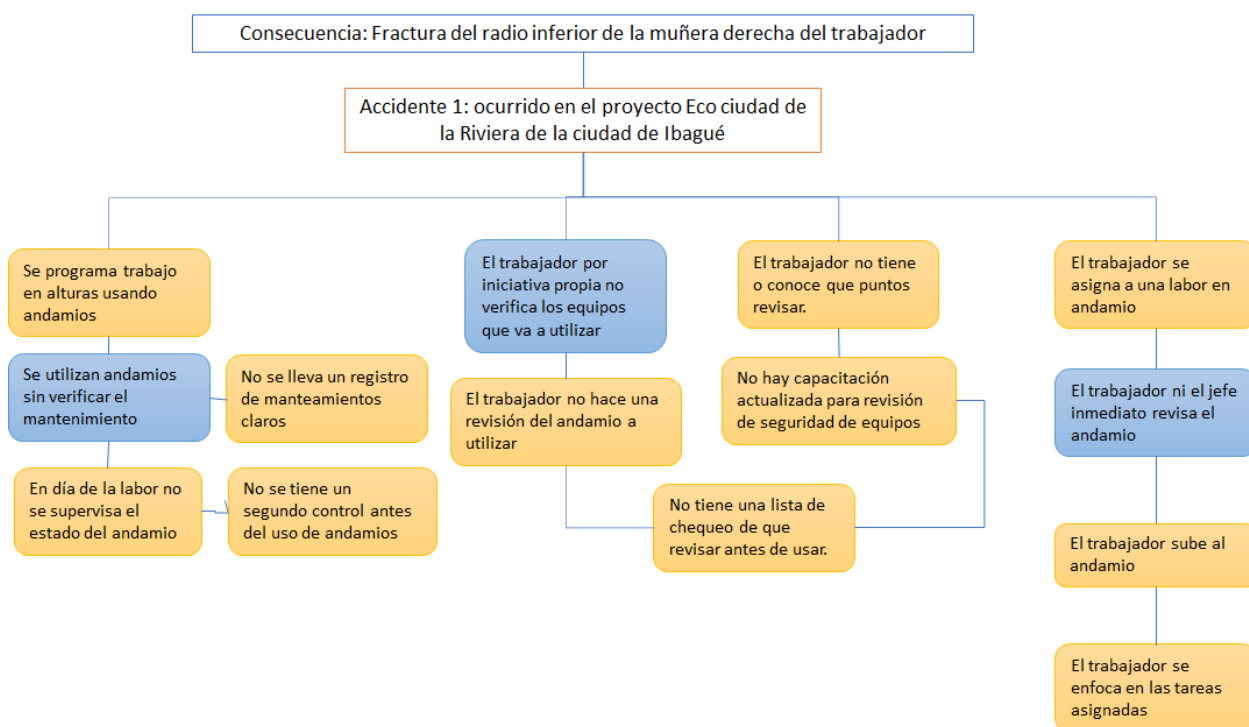 Consecuencia: Fractura del radio inferior de la muñera derecha del trabajador
Accidente 1: ocurrido en el proyecto Eco ciudad de
la Riviera de la ciudad de Ibagué
Se programa trabajo
en alturas usando
andamios
Se utilizan andamios
sin verificar el
mantenimiento
No se lleva un registro
de manteamientos
claros
En día de la labor no
se supervisa el
estado del andamio
No se tiene un
segundo control antes
del uso de andamios
El trabajador por
iniciativa propia no
verifica los equipos
que va a utilizar
El trabajador no hace una
revisión del andamio a
utilizar
El trabajador no tiene
o conoce que puntos
revisar.
No hay capacitación
actualizada para revisión
de seguridad de equipos
No tiene una lista de
chequeo de que
revisar antes de usar.
El trabajador se
asigna a una labor en
andamio
El trabajador ni el jefe
inmediato revisa el
andamio
El trabajador sube al
andamio
El trabajador se
enfoca en las tareas
asignadas